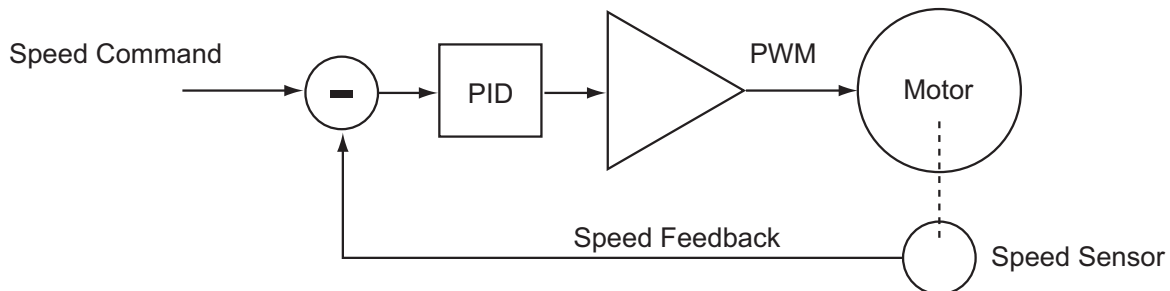 Speed Command
-
PID
PWM
Motor
Speed Feedback
Speed Sensor